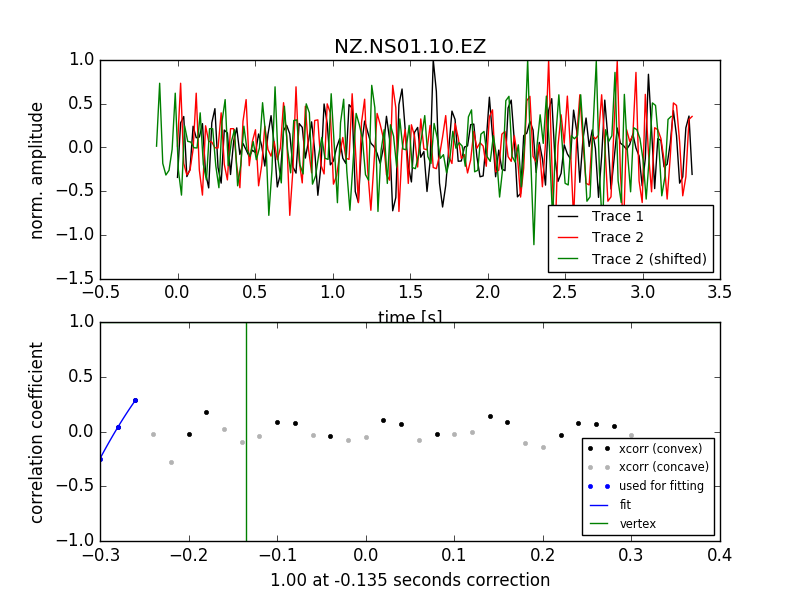 NZ.NS01.10.EZ
norm. amplitude
1.0
0.5
0.0
−0.5
−1.0
−1.5
Trace 1
Trace 2
Trace 2 (shifted)
−0.5 0.0 0.5 1.0 1.5 2.0 2.5 3.0 3.5
time [s]
correlation coefficient
1.0
0.5
0.0
−0.5
−1.0
xcorr (convex)
xcorr (concave)
used for fitting
fit
vertex
−0.3 −0.2 −0.1 0.0 0.1 0.2 0.3 0.4
1.00 at -0.135 seconds correction